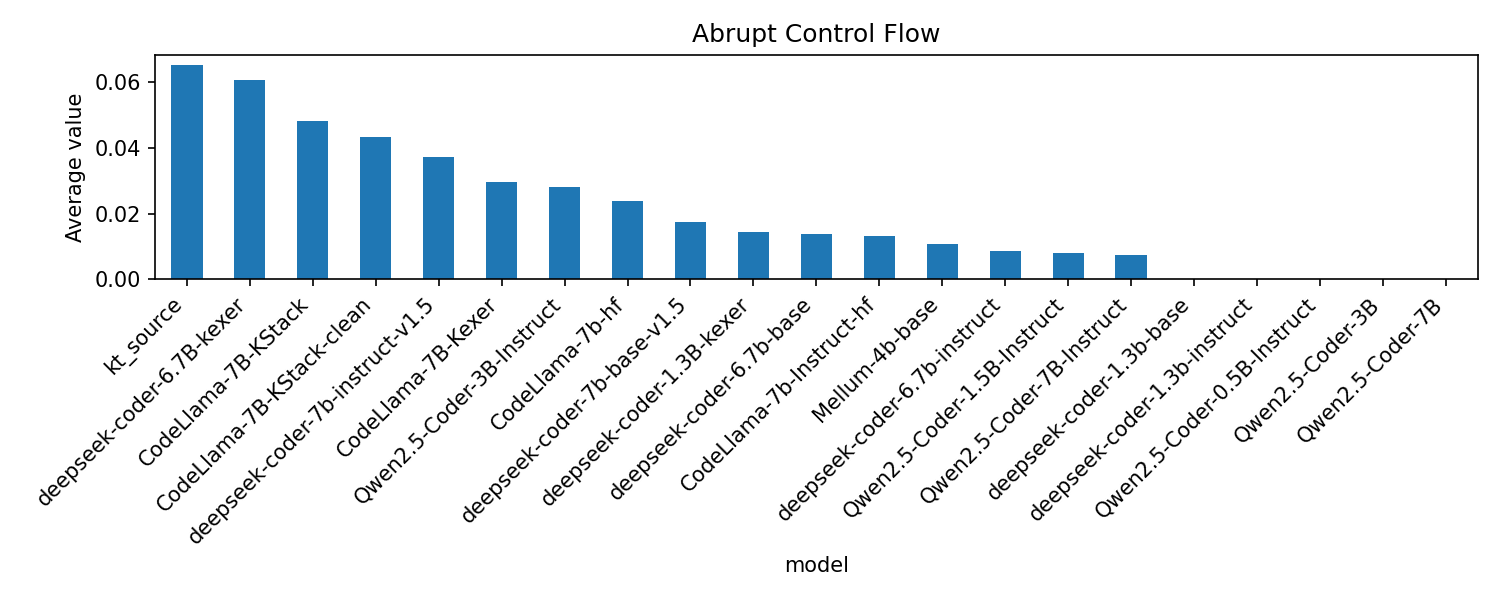 Abrupt Control Flow
Average value
0.06
0.04
0.02
0.00
kt_source
deepseek-coder-6.7B-kexer
CodeLlama-7B-KStack
CodeLlama-7B-KStack-clean
deepseek-coder-7b-instruct-v1.5
CodeLlama-7B-Kexer
Qwen2.5-Coder-3B-Instruct
CodeLlama-7b-hf
deepseek-coder-7b-base-v1.5
deepseek-coder-1.3B-kexer
deepseek-coder-6.7b-base
CodeLlama-7b-Instruct-hf
Mellum-4b-base
deepseek-coder-6.7b-instruct
Qwen2.5-Coder-1.5B-Instruct
Qwen2.5-Coder-7B-Instruct
deepseek-coder-1.3b-base
deepseek-coder-1.3b-instruct
Qwen2.5-Coder-0.5B-Instruct
Qwen2.5-Coder-3B
Qwen2.5-Coder-7B
model